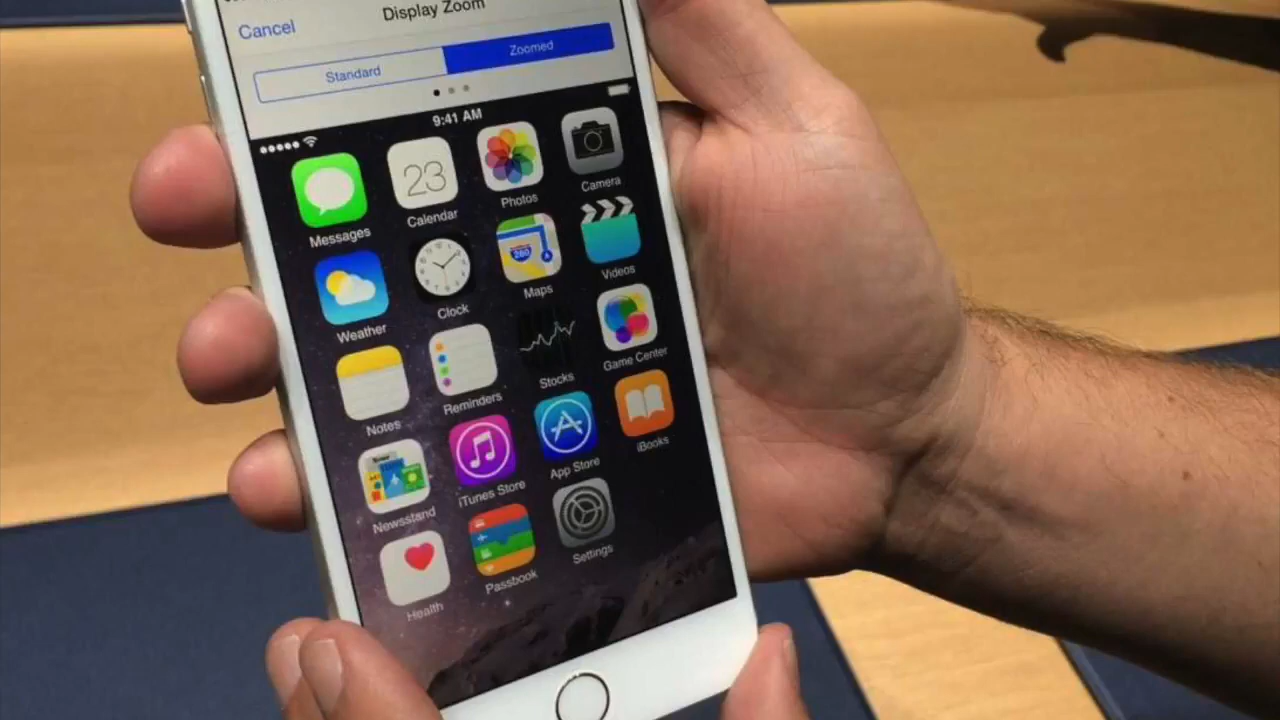 Display Zoom
Cancel
Standard
Zoomed
9:41 AM
23
Messages
Calendar
Photos
Camera
280
Weather
Clock
Maps
Videos
Notes
Reminders
Stocks
Game Center
Newsstand
iTunes Store
App Store
iBooks
Health
Passbook
Settings